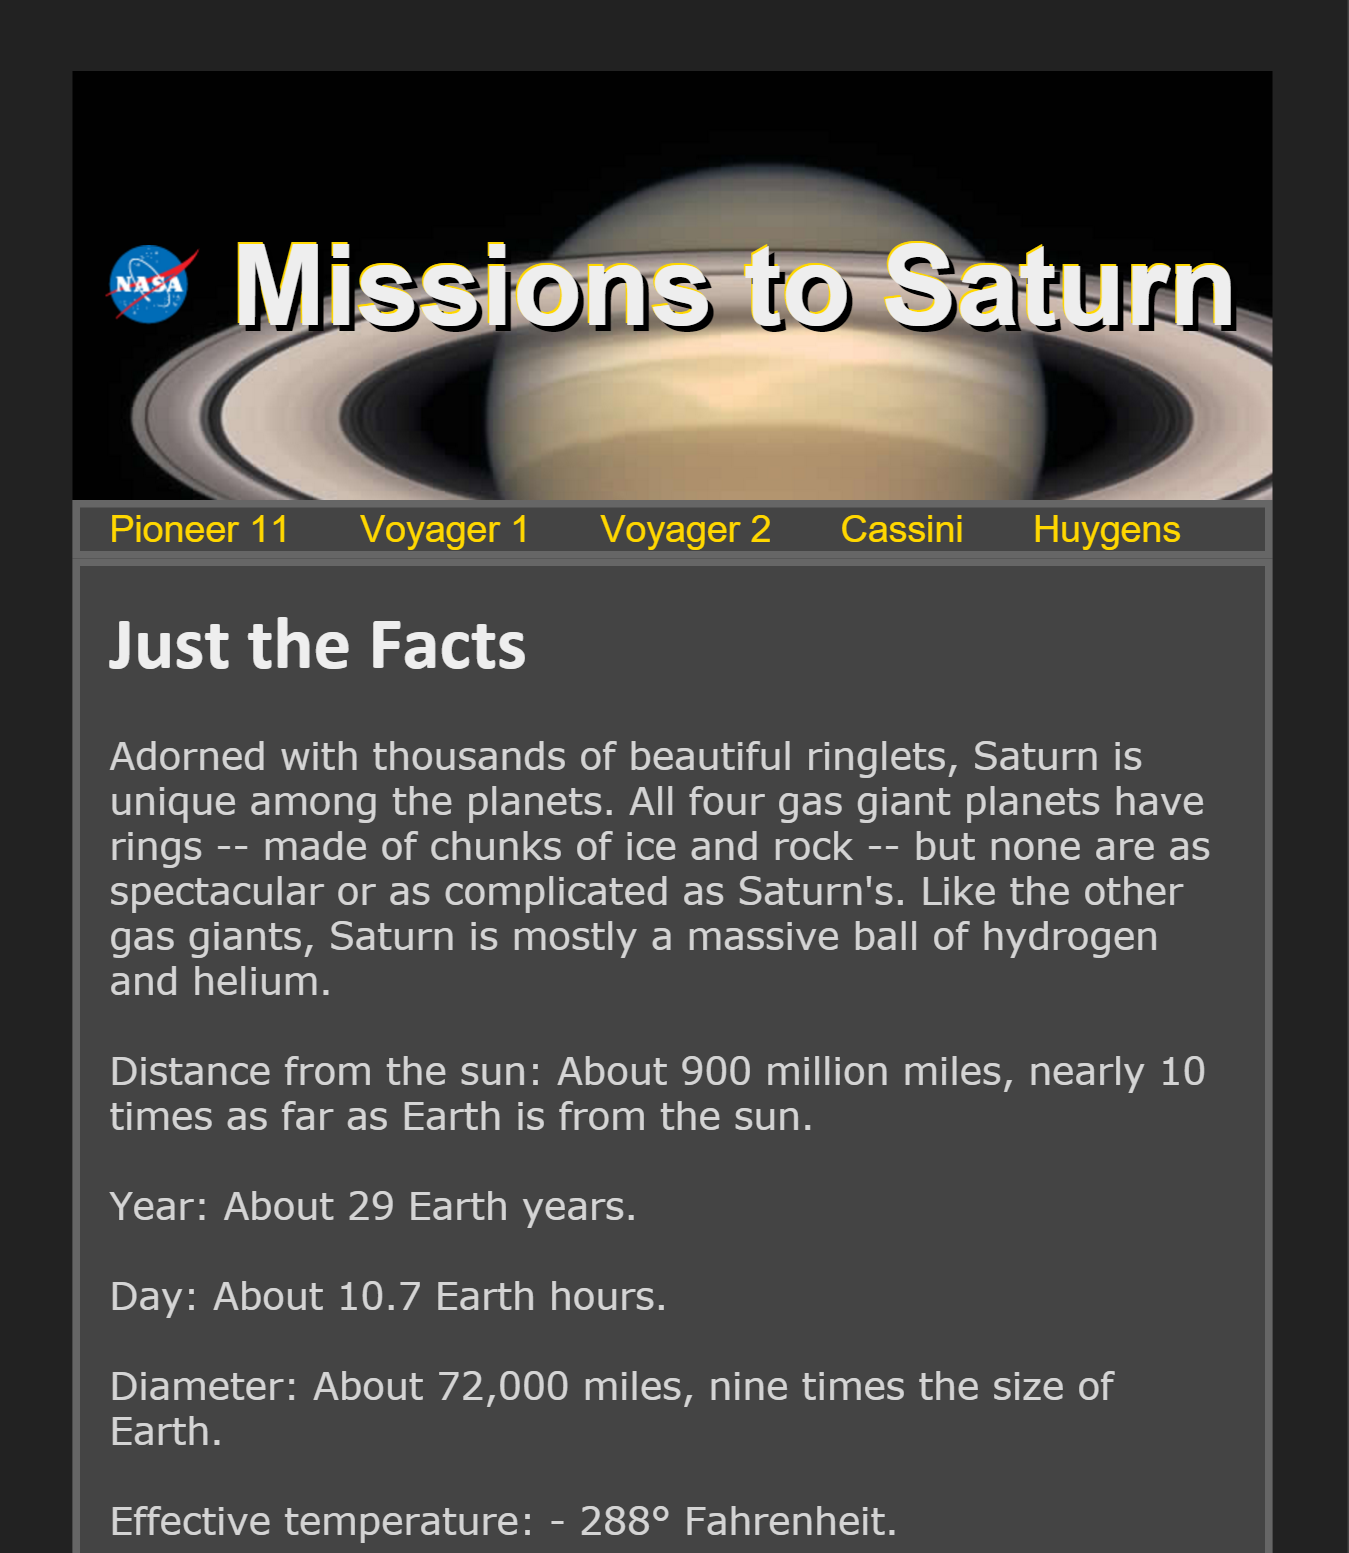 NASA
Missions to Saturn
Pioneer 11 Voyager 1 Voyager 2 Cassini Huygens
Just the Facts
Adorned with thousands of beautiful ringlets, Saturn is
unique among the planets. All four gas giant planets have
rings -- made of chunks of ice and rock -- but none are as
spectacular or as complicated as Saturn's. Like the other
gas giants, Saturn is mostly a massive ball of hydrogen
and helium.
Distance from the sun: About 900 million miles, nearly 10
times as far as Earth is from the sun.
Year: About 29 Earth years.
Day: About 10.7 Earth hours.
Diameter: About 72,000 miles, nine times the size of
Earth.
Effective temperature: - 288° Fahrenheit.